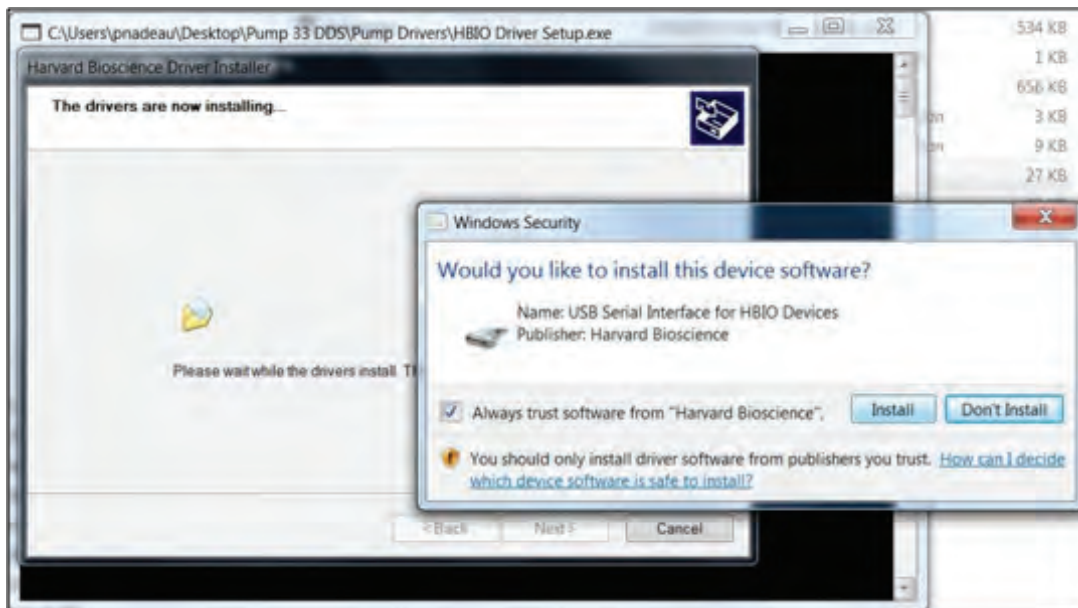 C:\Users\pnadeau\Desktop\Pump 33 DDS\Pump Drivers\HBIO Driver Setup.exe
534 KB
1 KB
656 KB
3 KB
9 KB
27 KB
Harvard Bioscience Driver Installer
The drivers are now installing...
Please wait while the drivers install.
< Back
Next >
Cancel
Windows Security
Would you like to install this device software?
Name: USB Serial Interface for HBIO Devices
Publisher: Harvard Bioscience
Always trust software from "Harvard Bioscience".
Install
Don't Install
You should only install driver software from publishers you trust. How can I decide
which device software is safe to install?